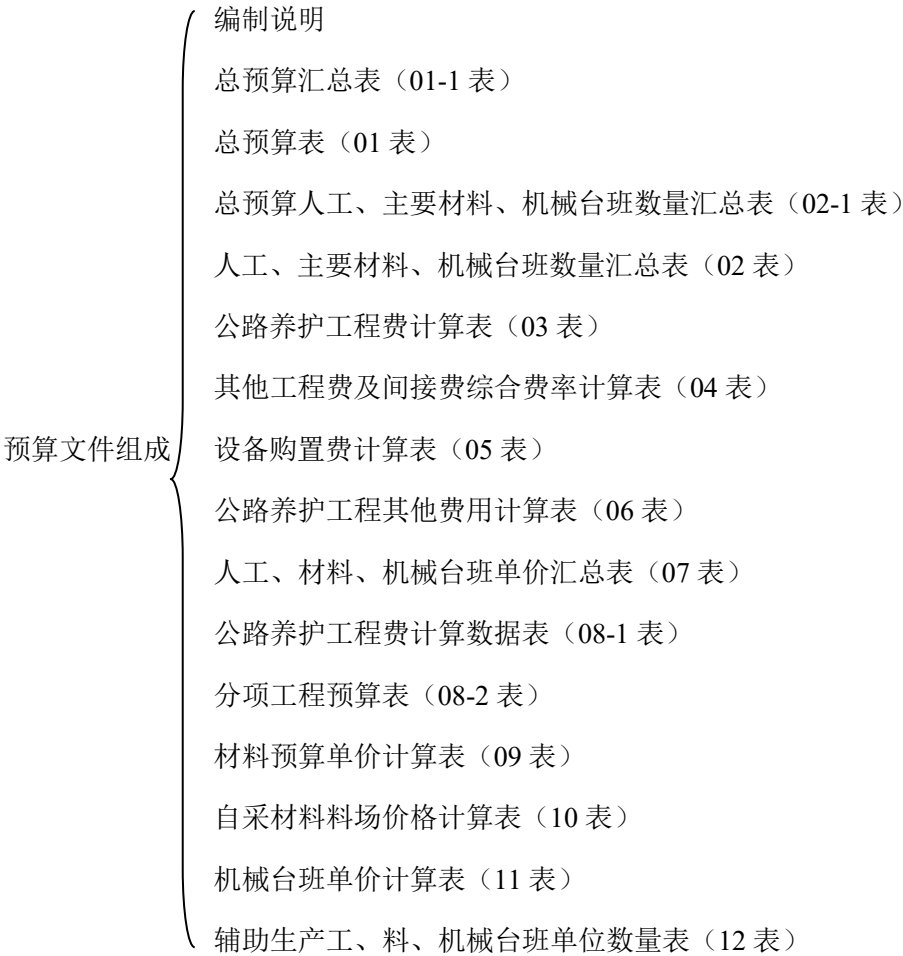 编制说明
总预算汇总表（01-1 表）
总预算表（01 表）
总预算人工、主要材料、机械台班数量汇总表（02-1 表）
人工、主要材料、机械台班数量汇总表（02 表）
公路养护工程费计算表（03 表）
其他工程费及间接费综合费率计算表（04 表）
预算文件组成
设备购置费计算表（05 表）
公路养护工程其他费用计算表（06 表）
人工、材料、机械台班单价汇总表（07 表）
公路养护工程费计算数据表（08-1 表）
分项工程预算表（08-2 表）
材料预算单价计算表（09 表）
自采材料料场价格计算表（10 表）
机械台班单价计算表（11 表）
辅助生产工、料、机械台班单位数量表（12 表）